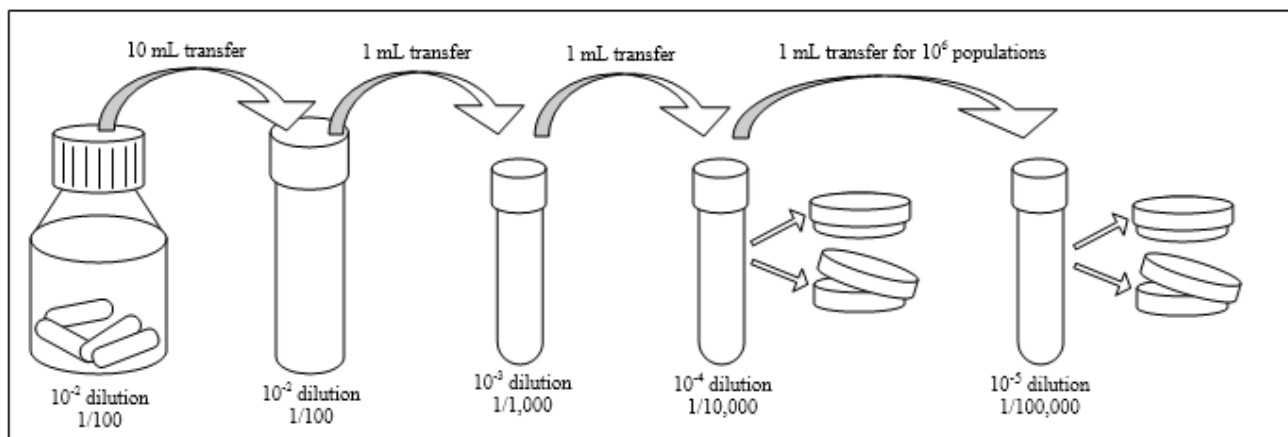 10 mL transfer
1 mL transfer
1 mL transfer
1 mL transfer for 10⁶ populations
10⁻² dilution
1/100
10⁻² dilution
1/100
10⁻³ dilution
1/1,000
10⁻⁴ dilution
1/10,000
10⁻⁵ dilution
1/100,000